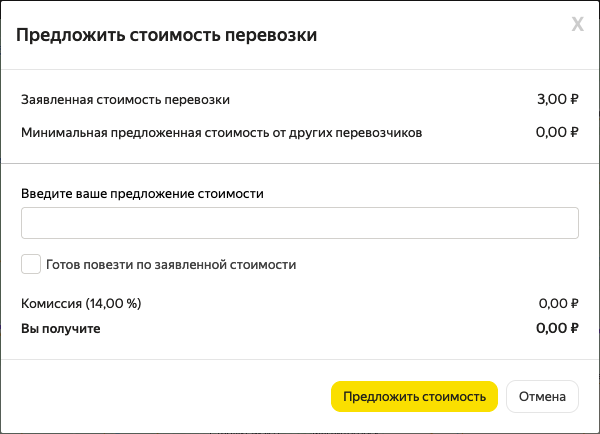 Предложить стоимость перевозки
X
Заявленная стоимость перевозки 3,00 ₽
Минимальная предложенная стоимость от других перевозчиков 0,00 ₽
Введите ваше предложение стоимости
Готов повезти по заявленной стоимости
Комиссия (14,00 %) 0,00 ₽
Вы получите 0,00 ₽
Предложить стоимость Отмена